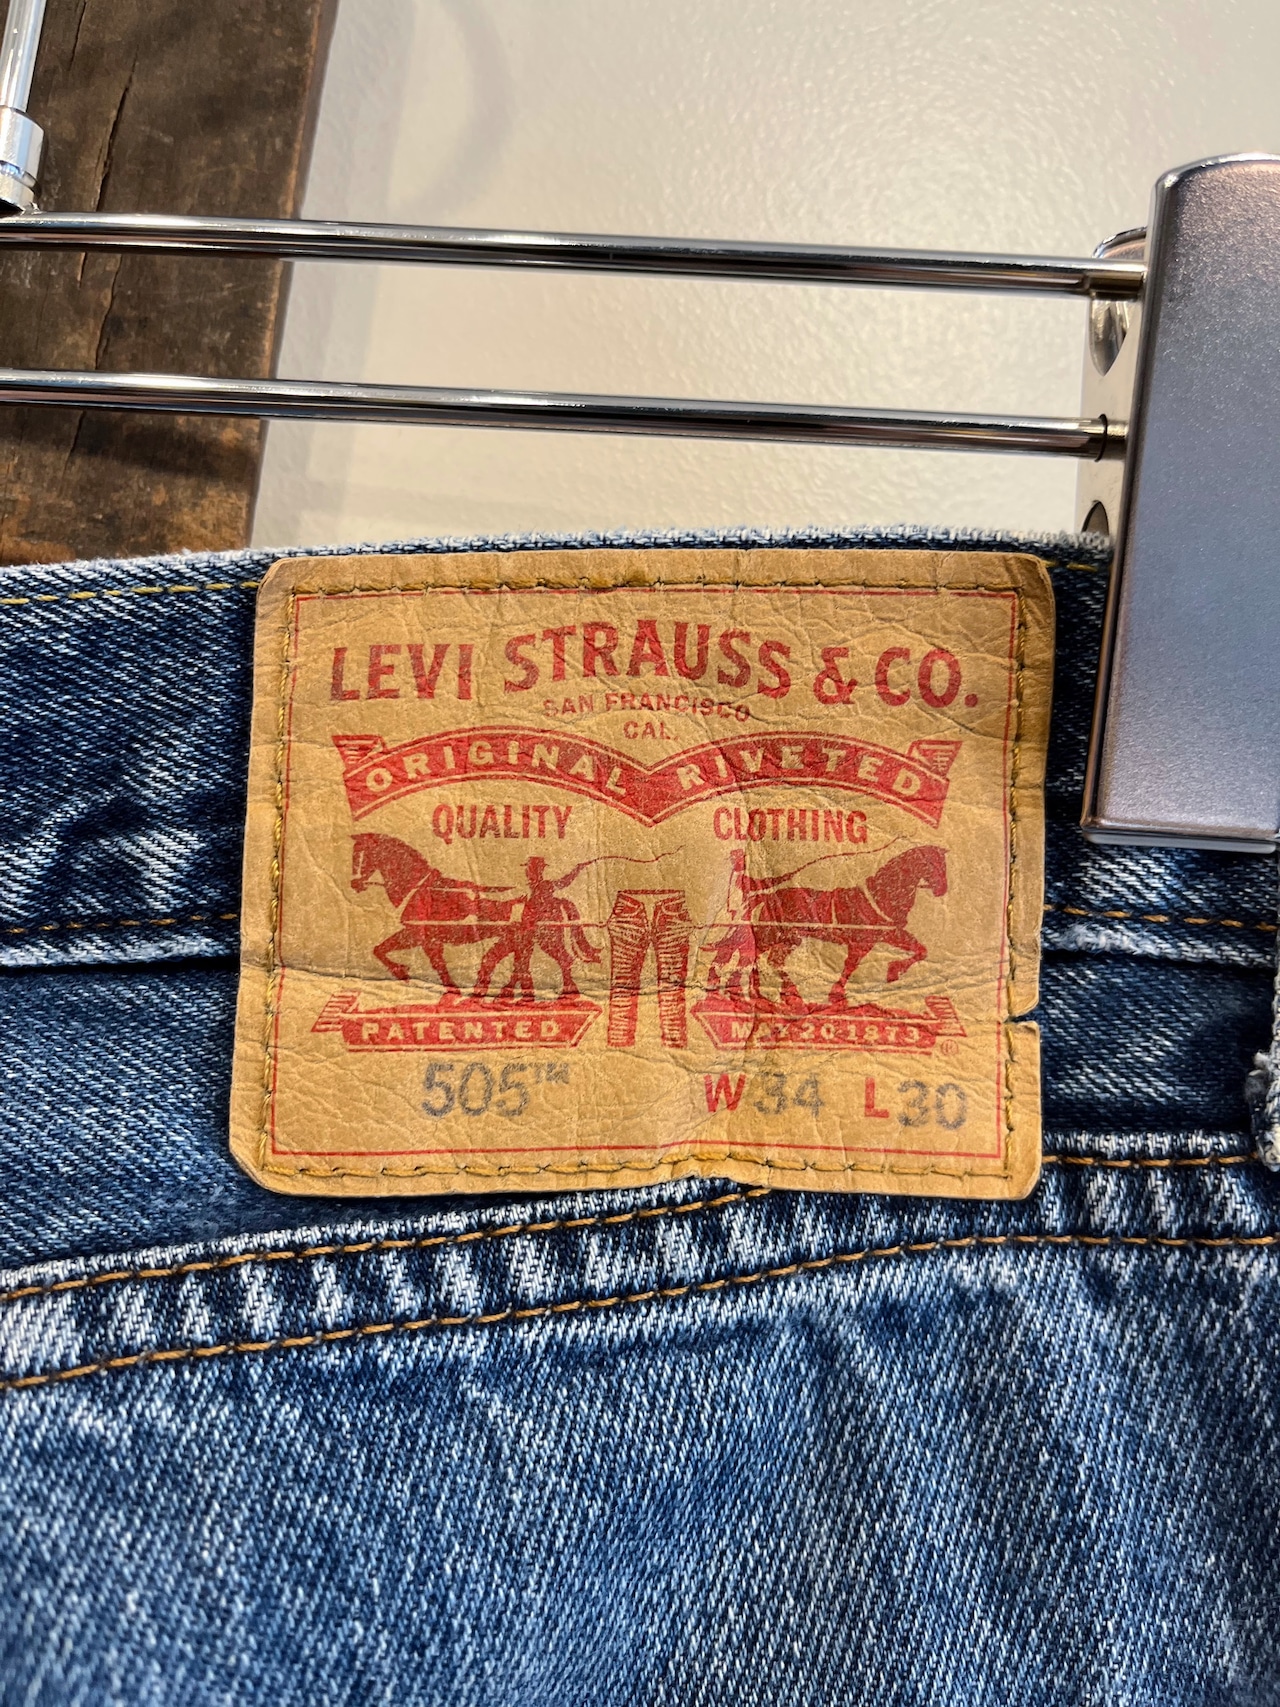 LEVI STRAUSS & CO.
SAN FRANCISCO
CAL.
ORIGINAL RIVETED
QUALITY CLOTHING
PATENTED MAY 20 1873 ®
505™ W34 L30